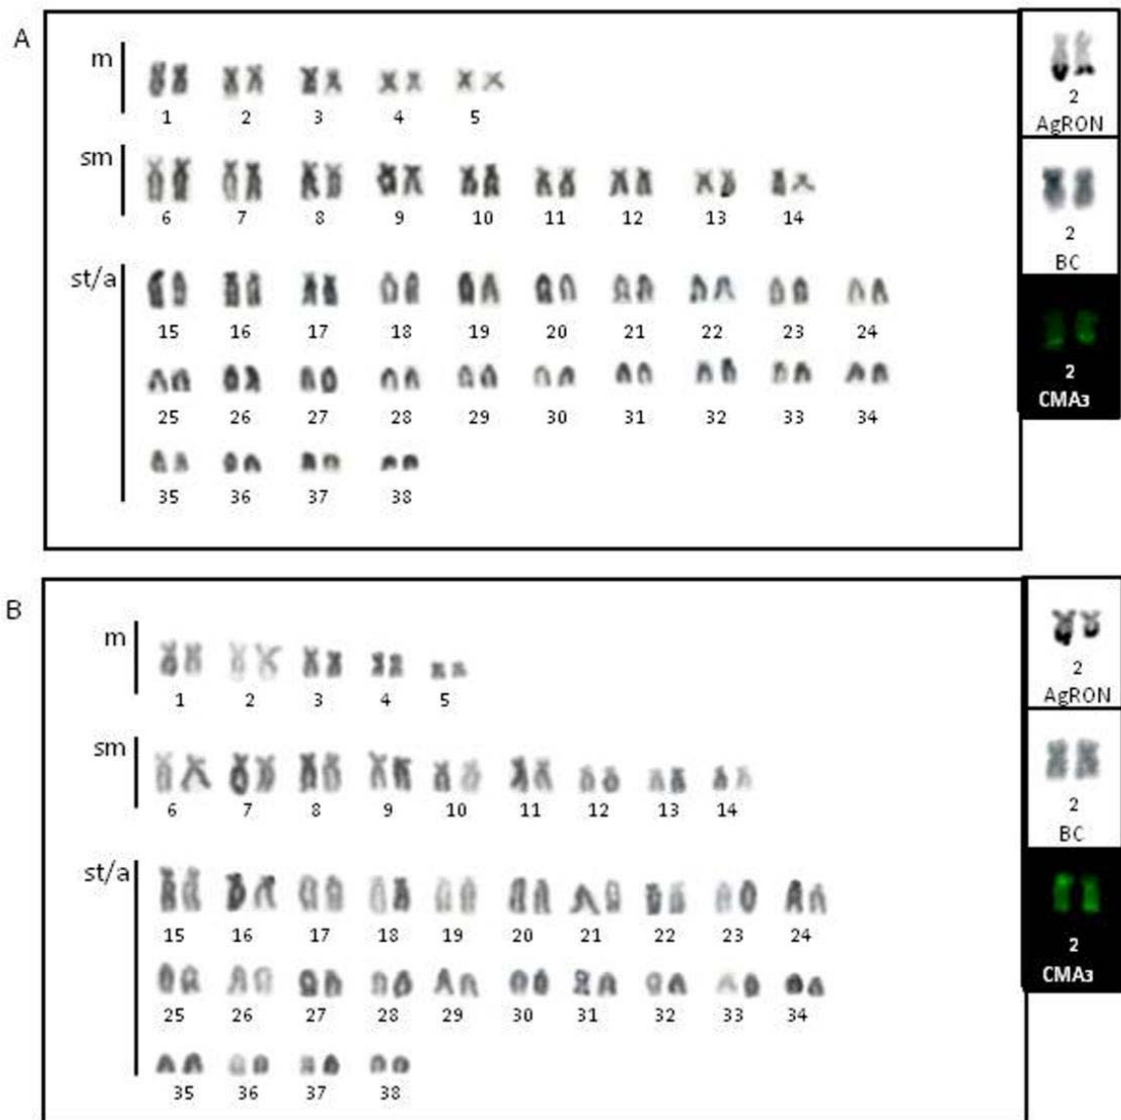 A
m
1 2 3 4 5
sm
6 7 8 9 10 11 12 13 14
st/a
15 16 17 18 19 20 21 22 23 24
25 26 27 28 29 30 31 32 33 34
35 36 37 38
2
AgRON
2
BC
2
CMA3
B
m
1 2 3 4 5
sm
6 7 8 9 10 11 12 13 14
st/a
15 16 17 18 19 20 21 22 23 24
25 26 27 28 29 30 31 32 33 34
35 36 37 38
2
AgRON
2
BC
2
CMA3